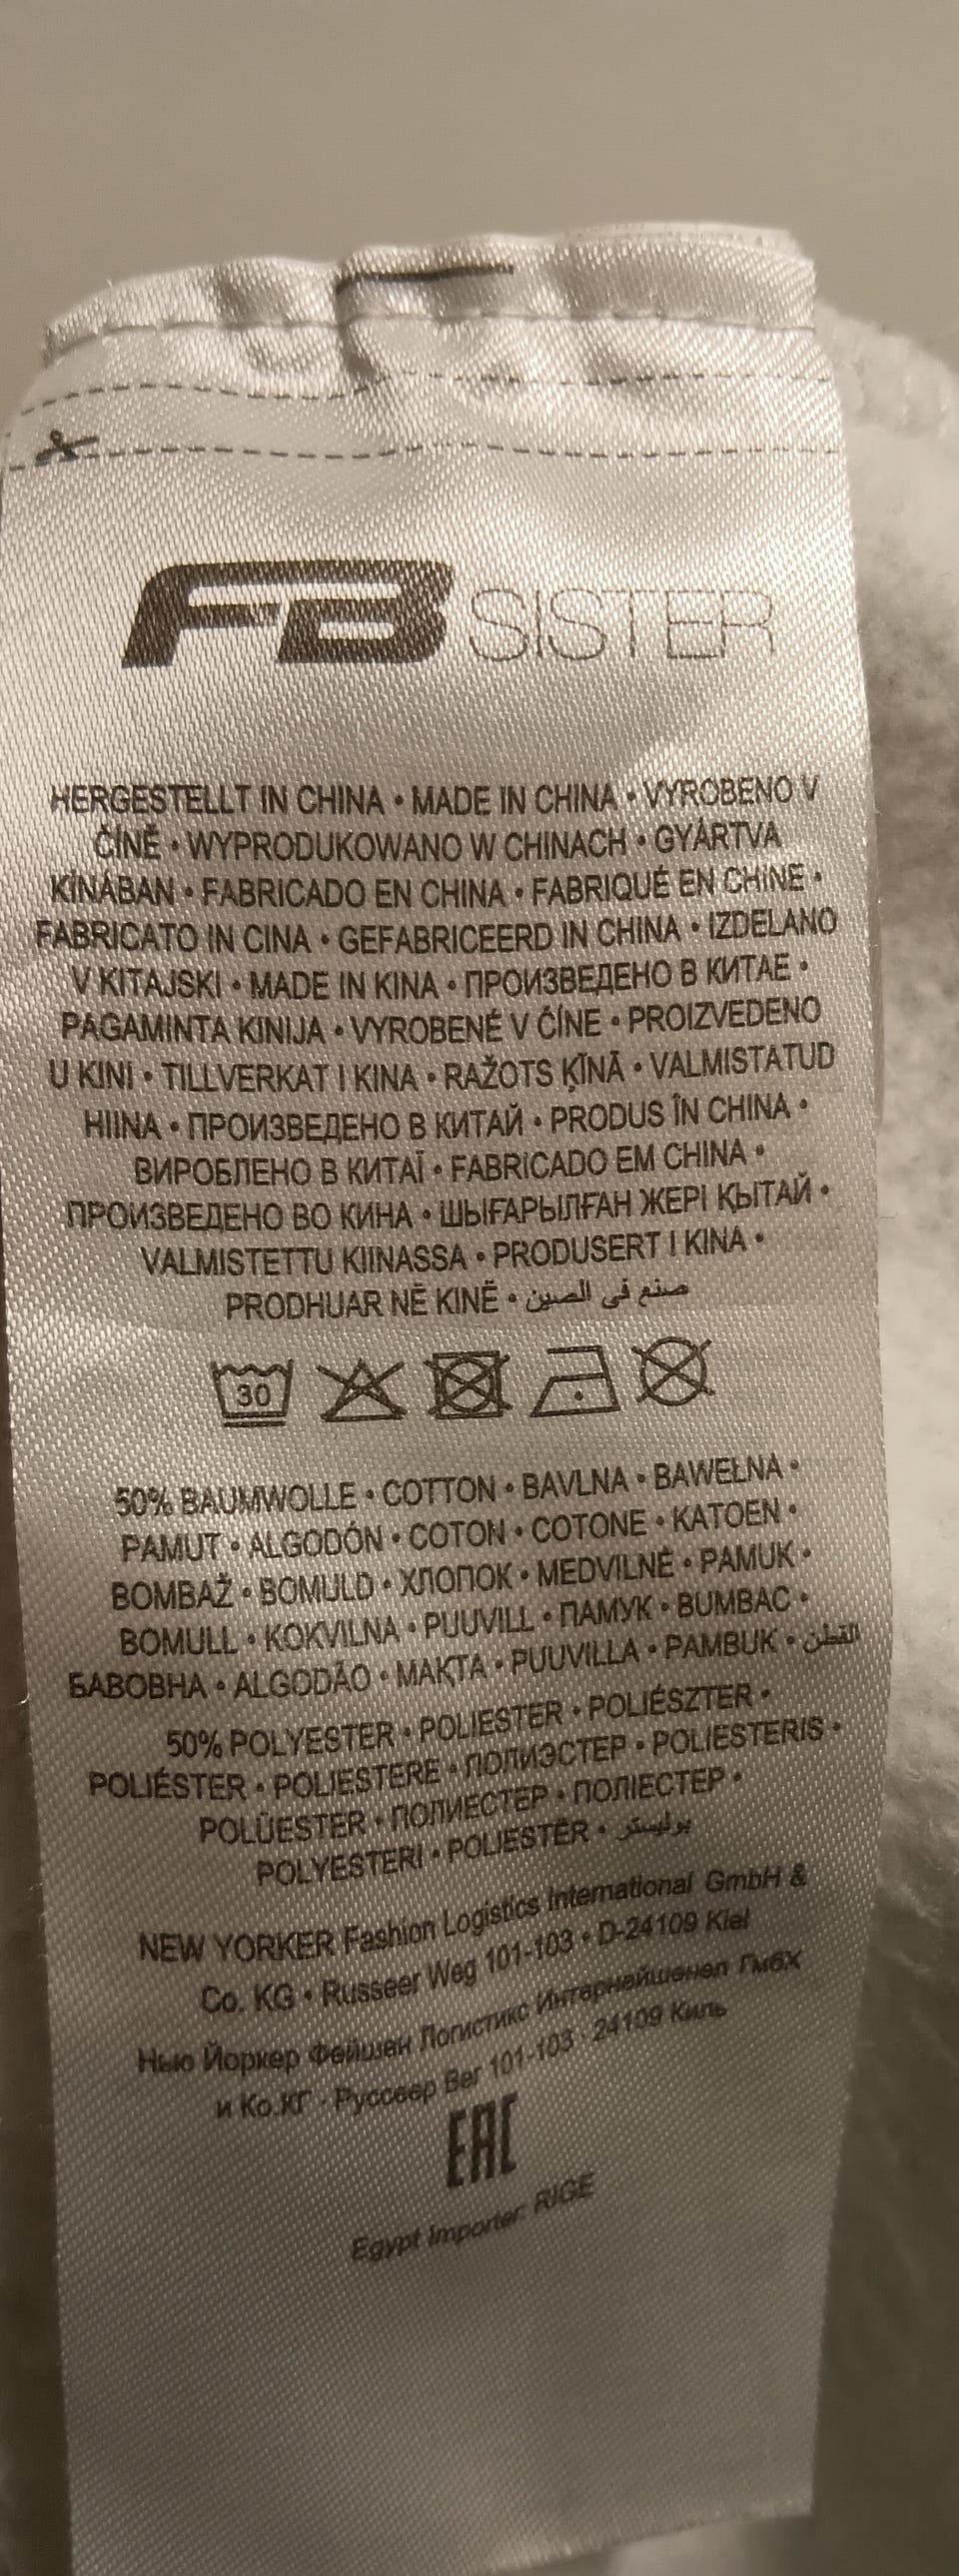 FB SISTER
HERGESTELLT IN CHINA • MADE IN CHINA • VYROBENO V
ČÍNĚ • WYPRODUKOWANO W CHINACH • GYÁRTVA
KÍNÁBAN • FABRICADO EN CHINA • FABRIQUÉ EN CHINE •
FABRICATO IN CINA • GEFABRICEERD IN CHINA • IZDELANO
V KITAJSKI • MADE IN KINA • ПРОИЗВЕДЕНО В КИТАЕ •
PAGAMINTA KINIJA • VYROBENÉ V ČÍNE • PROIZVEDENO
U KINI • TILLVERKAT I KINA • RAŽOTS ĶĪNĀ • VALMISTATUD
HIINA • ПРОИЗВЕДЕНО В КИТАЙ • PRODUS ÎN CHINA •
ВИРОБЛЕНО В КИТАЇ • FABRICADO EM CHINA •
ПРОИЗВЕДЕНО ВО КИНА • ШЫҒАРЫЛҒАН ЖЕРІ ҚЫТАЙ •
VALMISTETTU KIINASSA • PRODUSERT I KINA •
PRODHUAR NË KINË • صنع فى الصين
30
50% BAUMWOLLE • COTTON • BAVLNA • BAWEŁNA •
PAMUT • ALGODÓN • COTON • COTONE • KATOEN •
BOMBAŽ • BOMULD • ХЛОПОК • MEDVILNĖ • PAMUK •
BOMULL • KOKVILNA • PUUVILL • ПАМУК • BUMBAC •
БАВОВНА • ALGODÃO • МАҚТА • PUUVILLA • PAMBUK • القطن
50% POLYESTER • POLIESTER • POLIÉSZTER •
POLIÉSTER • POLIESTERE • ПОЛИЭСТЕР • POLIESTERIS •
POLÜESTER • ПОЛИЕСТЕР • ПОЛІЕСТЕР •
POLYESTERI • POLIESTËR • بوليستر
NEW YORKER Fashion Logistics International GmbH &
Co. KG • Russeer Weg 101-103 • D-24109 Kiel
Нью Йоркер Фейшен Логистикс Интернейшенел ГмбХ
и Ко.КГ · Руссеер Вег 101-103 · 24109 Киль
EAC
Egypt Importer: RIGE